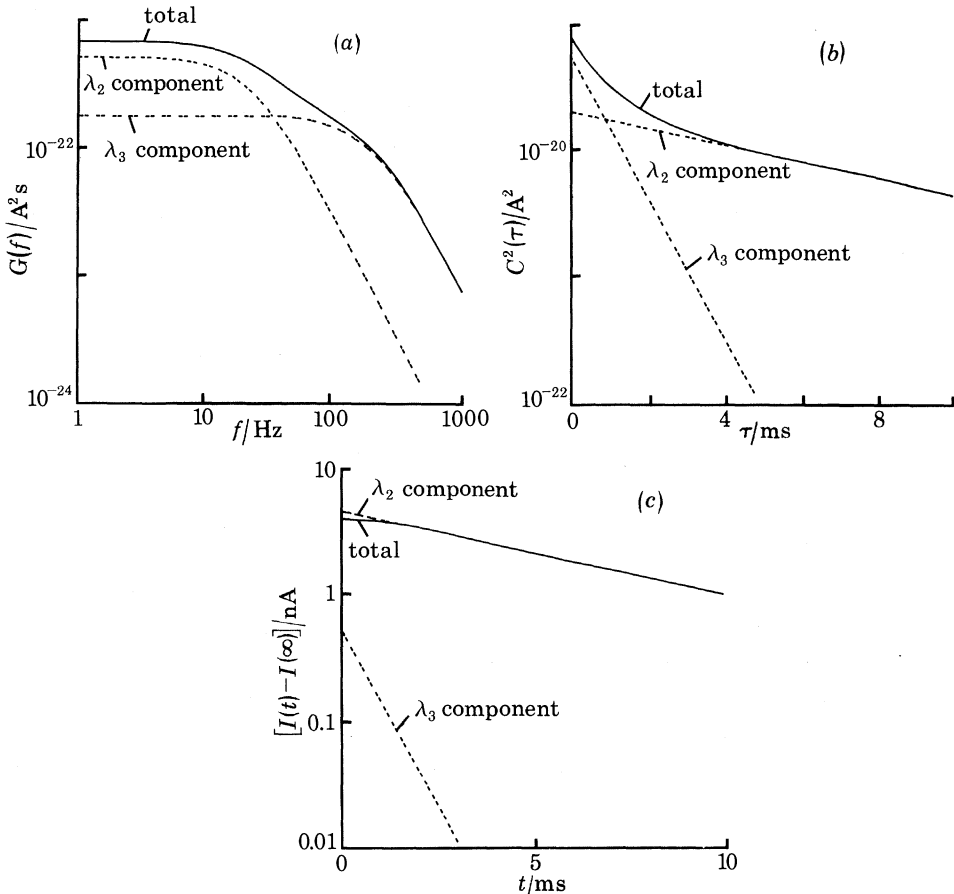 (a)
total
λ₂ component
λ₃ component
10⁻²²
10⁻²⁴
G(f)/A²s
1
10
100
1000
f/Hz
(b)
total
λ₂ component
λ₃ component
10⁻²⁰
10⁻²²
C²(τ)/A²
0
2
4
6
8
τ/ms
(c)
λ₂ component
total
λ₃ component
10
1
0.1
0.01
[I(t)−I(∞)]/nA
0
5
10
t/ms